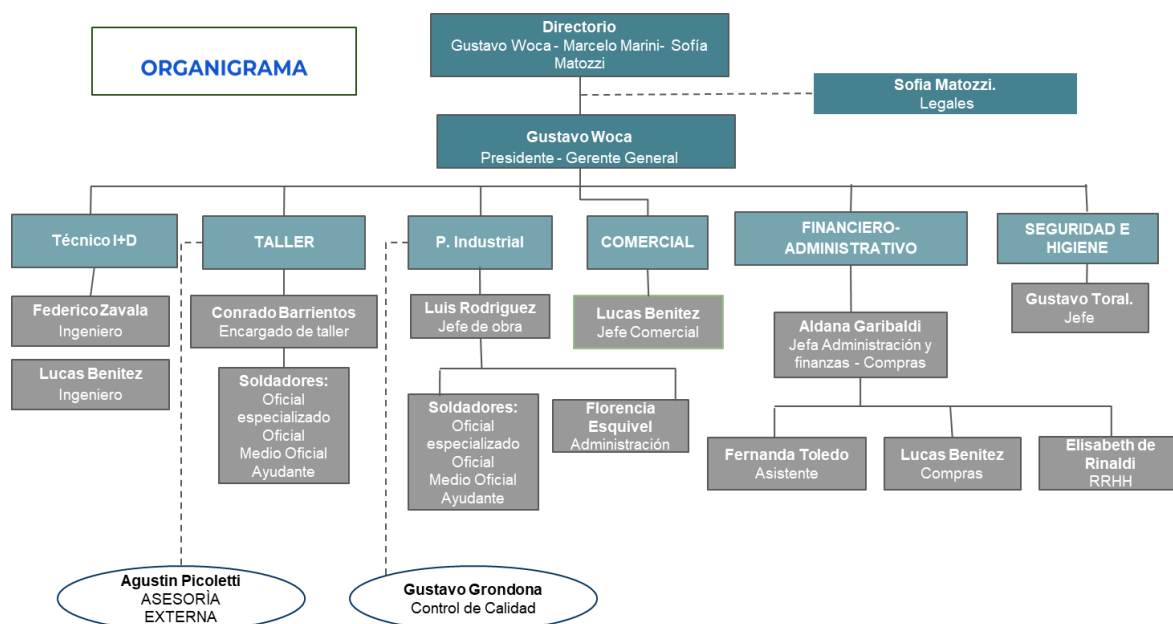 ORGANIGRAMA
Directorio
Gustavo Woca - Marcelo Marini- Sofía
Matozzi
Sofia Matozzi.
Legales
Gustavo Woca
Presidente - Gerente General
Técnico I+D
TALLER
P. Industrial
COMERCIAL
FINANCIERO-
ADMINISTRATIVO
SEGURIDAD E
HIGIENE
Federico Zavala
Ingeniero
Lucas Benitez
Ingeniero
Conrado Barrientos
Encargado de taller
Soldadores:
Oficial
especializado
Oficial
Medio Oficial
Ayudante
Luis Rodriguez
Jefe de obra
Soldadores:
Oficial
especializado
Oficial
Medio Oficial
Ayudante
Florencia
Esquivel
Administración
Lucas Benitez
Jefe Comercial
Aldana Garibaldi
Jefa Administración y
finanzas - Compras
Fernanda Toledo
Asistente
Lucas Benitez
Compras
Elisabeth de
Rinaldi
RRHH
Gustavo Toral.
Jefe
Agustin Picoletti
ASESORÌA
EXTERNA
Gustavo Grondona
Control de Calidad